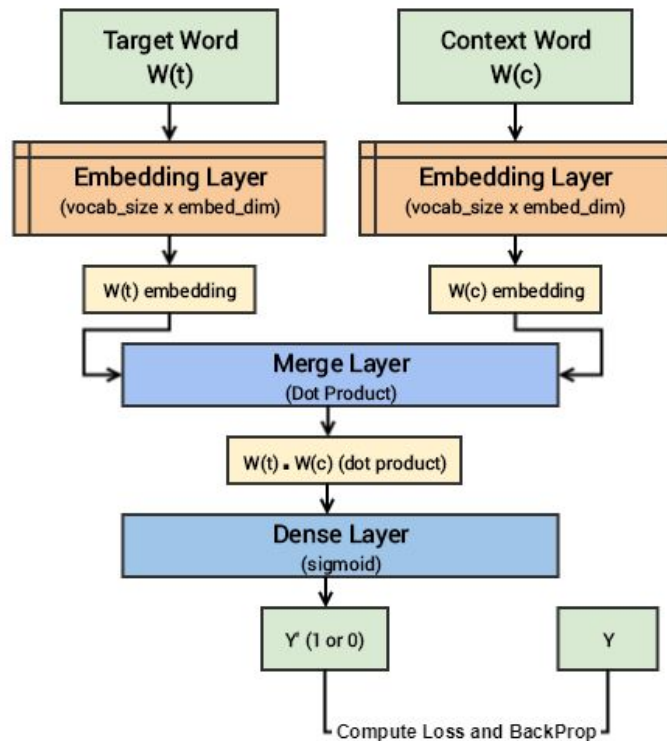 Target Word
W(t)
Context Word
W(c)
Embedding Layer
(vocab_size x embed_dim)
Embedding Layer
(vocab_size x embed_dim)
W(t) embedding
W(c) embedding
Merge Layer
(Dot Product)
W(t) . W(c) (dot product)
Dense Layer
(sigmoid)
Y' (1 or 0)
Y
Compute Loss and BackProp